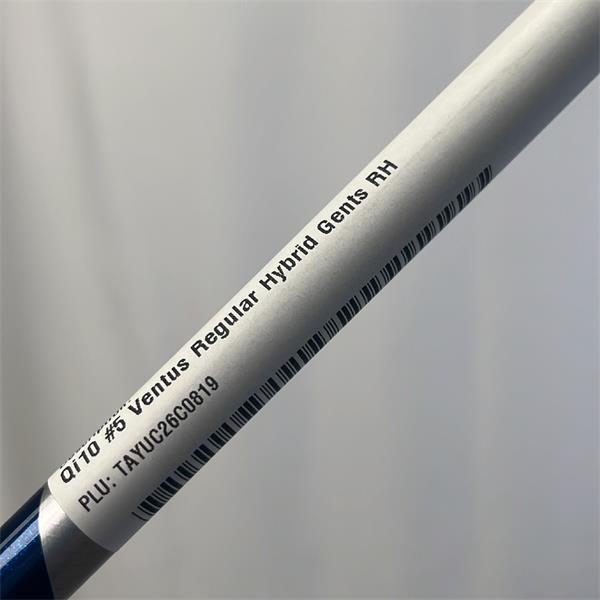 Qi10 #5 Ventus Regular Hybrid Gents RH
PLU: TAYUC26C0819